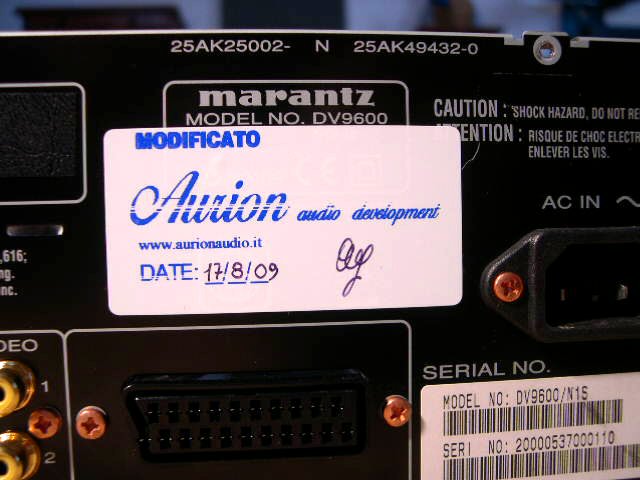 25AK25002- N 25AK49432-0
marantz
MODEL NO. DV9600
CAUTION : SHOCK HAZARD, DO NOT RE
ATTENTION : RISQUE DE CHOC ELECTR
ENLEVER LES VIS.
MODIFICATO
Aurion audio development
www.aurionaudio.it
DATE: 17/8/09
AC IN ~
,616;
ng.
inc.
DEO
1
2
SERIAL NO.
MODEL NO: DV9600/N1S
SERI NO: 20000537000110